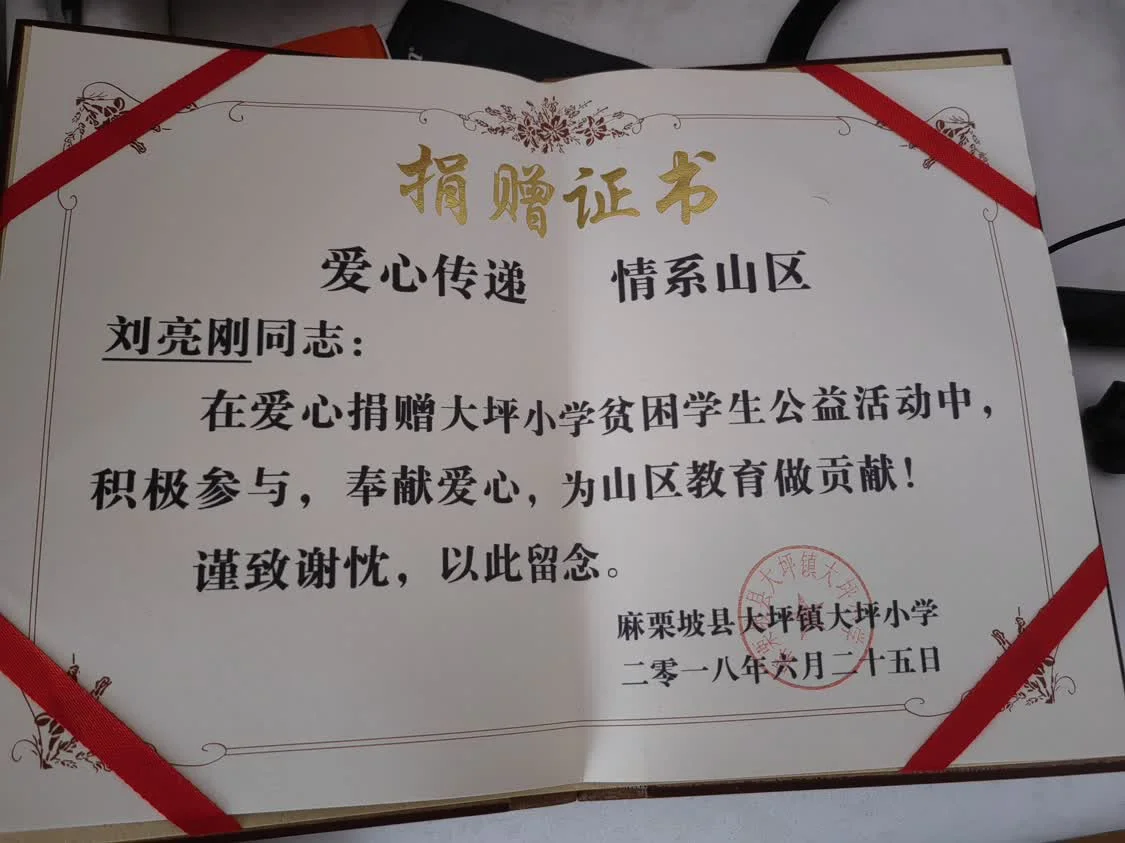 捐赠证书
爱心传递 情系山区
刘亮刚同志：
在爱心捐赠大坪小学贫困学生公益活动中，
积极参与，奉献爱心，为山区教育做贡献！
谨致谢忱，以此留念。
麻栗坡县大坪镇大坪小学
二零一八年六月二十五日